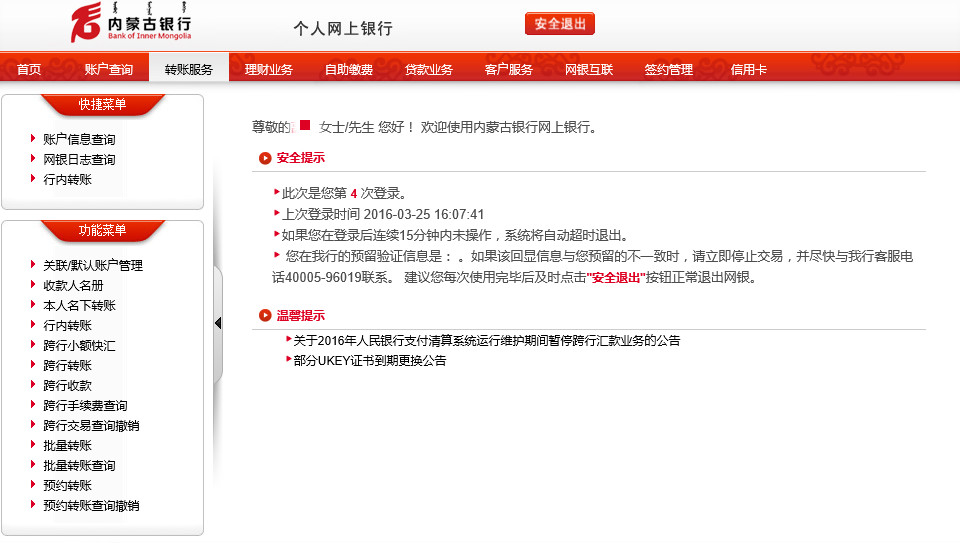 内蒙古银行
Bank of Inner Mongolia
个人网上银行
安全退出
首页 账户查询 转账服务 理财业务 自助缴费 贷款业务 客户服务 网银互联 签约管理 信用卡
快捷菜单
账户信息查询
网银日志查询
行内转账
功能菜单
关联/默认账户管理
收款人名册
本人名下转账
行内转账
跨行小额快汇
跨行转账
跨行收款
跨行手续费查询
跨行交易查询撤销
批量转账
批量转账查询
预约转账
预约转账查询撤销
尊敬的 女士/先生 您好！ 欢迎使用内蒙古银行网上银行。
安全提示
此次是您第 4 次登录。
上次登录时间 2016-03-25 16:07:41
如果您在登录后连续15分钟内未操作，系统将自动超时退出。
您在我行的预留验证信息是： 。如果该回显信息与您预留的不一致时，请立即停止交易，并尽快与我行客服电
话40005-96019联系。 建议您每次使用完毕后及时点击"安全退出"按钮正常退出网银。
温馨提示
关于2016年人民银行支付清算系统运行维护期间暂停跨行汇款业务的公告
部分UKEY证书到期更换公告